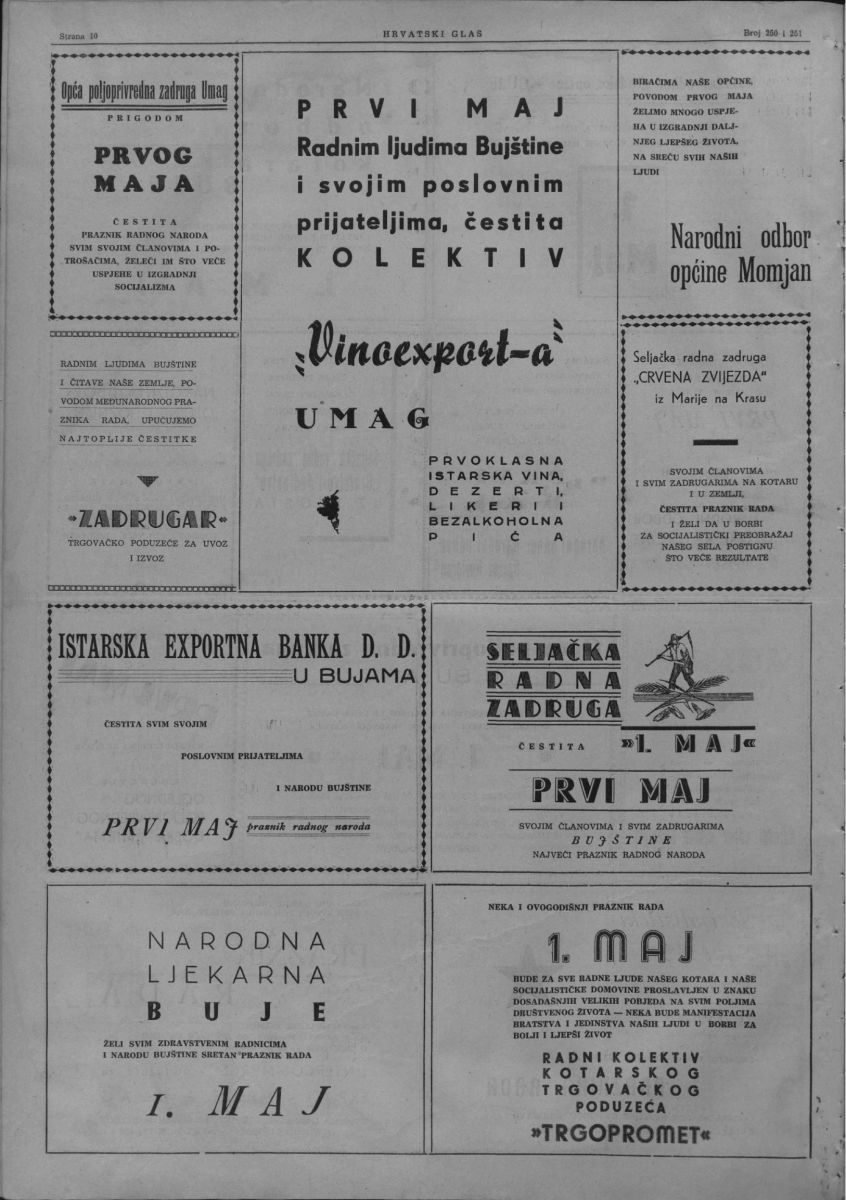 Strana 10
HRVATSKI GLAS
Broj 250 i 251
Opća poljoprivredna zadruga Umag
PRIGODOM
PRVOG
MAJA
ČESTITA
PRAZNIK RADNOG NARODA
SVIM SVOJIM ČLANOVIMA I PO-
TROŠAČIMA, ŽELEĆI IM ŠTO VEĆE
USPJEHE U IZGRADNJI
SOCIJALIZMA
RADNIM LJUDIMA BUJŠTINE
I ČITAVE NAŠE ZEMLJE, PO-
VODOM MEĐUNARODNOG PRA-
ZNIKA RADA, UPUĆUJEMO
NAJTOPLIJE ČESTITKE
»ZADRUGAR«
TRGOVAČKO PODUZEĆE ZA UVOZ
I IZVOZ
PRVI MAJ
Radnim ljudima Bujštine
i svojim poslovnim
prijateljima, čestita
KOLEKTIV
„Vinoexport-a”
UMAG
PRVOKLASNA
ISTARSKA VINA,
DEZERTI,
LIKERI I
BEZALKOHOLNA
PIĆA
BIRAČIMA NAŠE OPĆINE,
POVODOM PRVOG MAJA
ŽELIMO MNOGO USPJE-
HA U IZGRADNJI DALJ-
NJEG LJEPŠEG ŽIVOTA,
NA SREĆU SVIH NAŠIH
LJUDI
Narodni odbor
općine Momjan
Seljačka radna zadruga
„CRVENA ZVIJEZDA“
iz Marije na Krasu
SVOJIM ČLANOVIMA
I SVIM ZADRUGARIMA NA KOTARU
I U ZEMLJI,
ČESTITA PRAZNIK RADA
I ŽELI DA U BORBI
ZA SOCIJALISTIČKI PREOBRAŽAJ
NAŠEG SELA POSTIGNU
ŠTO VEĆE REZULTATE
ISTARSKA EXPORTNA BANKA D. D.
U BUJAMA
ČESTITA SVIM SVOJIM
POSLOVNIM PRIJATELJIMA
I NARODU BUJŠTINE
PRVI MAJ praznik radnog naroda
SELJAČKA
RADNA
ZADRUGA
ČESTITA »1. MAJ«
PRVI MAJ
SVOJIM ČLANOVIMA I SVIM ZADRUGARIMA
BUJŠTINE
NAJVEĆI PRAZNIK RADNOG NARODA
NARODNA
LJEKARNA
BUJE
ŽELI SVIM ZDRAVSTVENIM RADNICIMA
I NARODU BUJŠTINE SRETAN PRAZNIK RADA
1. MAJ
NEKA I OVOGODIŠNJI PRAZNIK RADA
1. MAJ
BUDE ZA SVE RADNE LJUDE NAŠEG KOTARA I NAŠE
SOCIJALISTIČKE DOMOVINE PROSLAVLJEN U ZNAKU
DOSADAŠNJIH VELIKIH POBJEDA NA SVIM POLJIMA
DRUŠTVENOG ŽIVOTA — NEKA BUDE MANIFESTACIJA
BRATSTVA I JEDINSTVA NAŠIH LJUDI U BORBI ZA
BOLJI I LJEPŠI ŽIVOT
RADNI KOLEKTIV
KOTARSKOG
TRGOVAČKOG
PODUZEĆA
»TRGOPROMET«